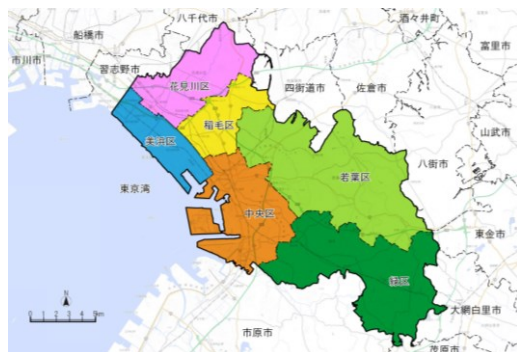 八千代市
酒々井町
船橋市
富里市
市川市
習志野市
花見川区
四街道市
佐倉市
稲毛区
山武市
美浜区
八街市
若葉区
東京湾
中央区
東金市
緑区
N
大網白里市
市原市
茂原市